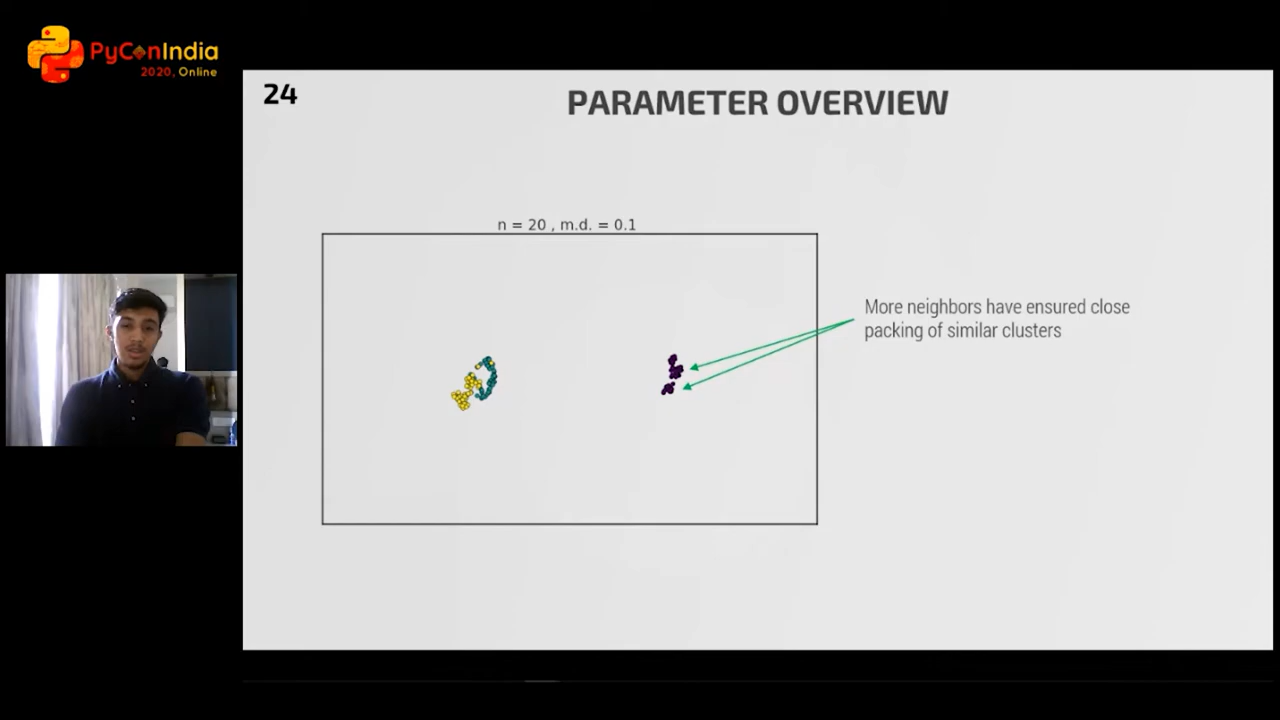 PyConIndia
2020, Online
24
PARAMETER OVERVIEW
n = 20 , m.d. = 0.1
More neighbors have ensured close
packing of similar clusters